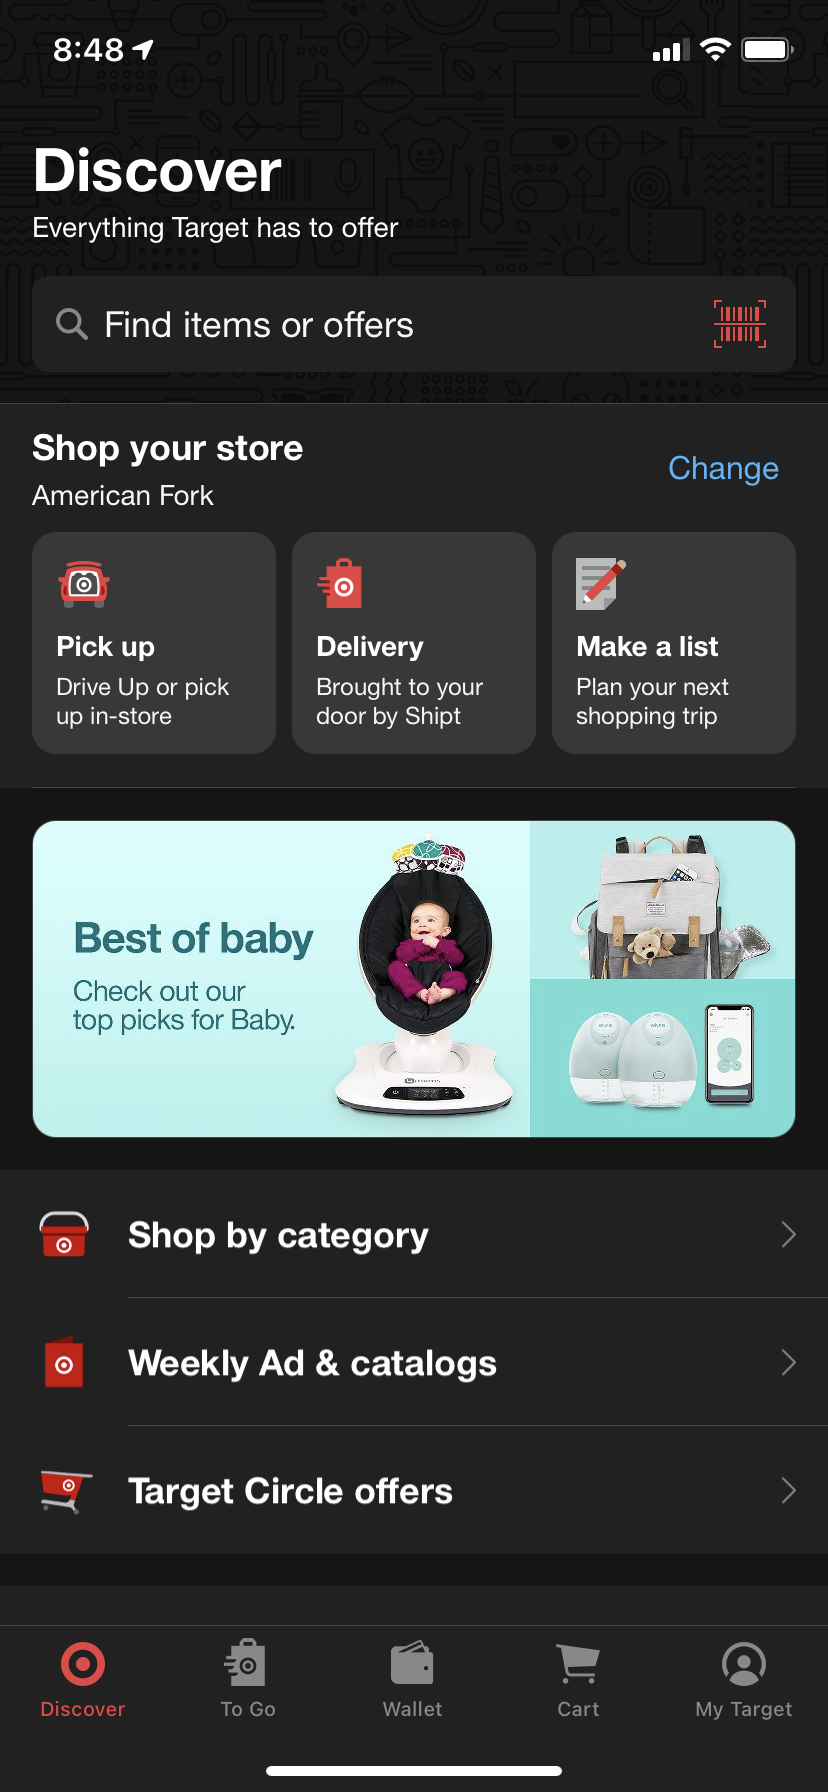 8:48
Discover
Everything Target has to offer
Find items or offers
Shop your store
American Fork
Change
Pick up
Drive Up or pick
up in-store
Delivery
Brought to your
door by Shipt
Make a list
Plan your next
shopping trip
Best of baby
Check out our
top picks for Baby.
Shop by category
Weekly Ad & catalogs
Target Circle offers
Discover
To Go
Wallet
Cart
My Target